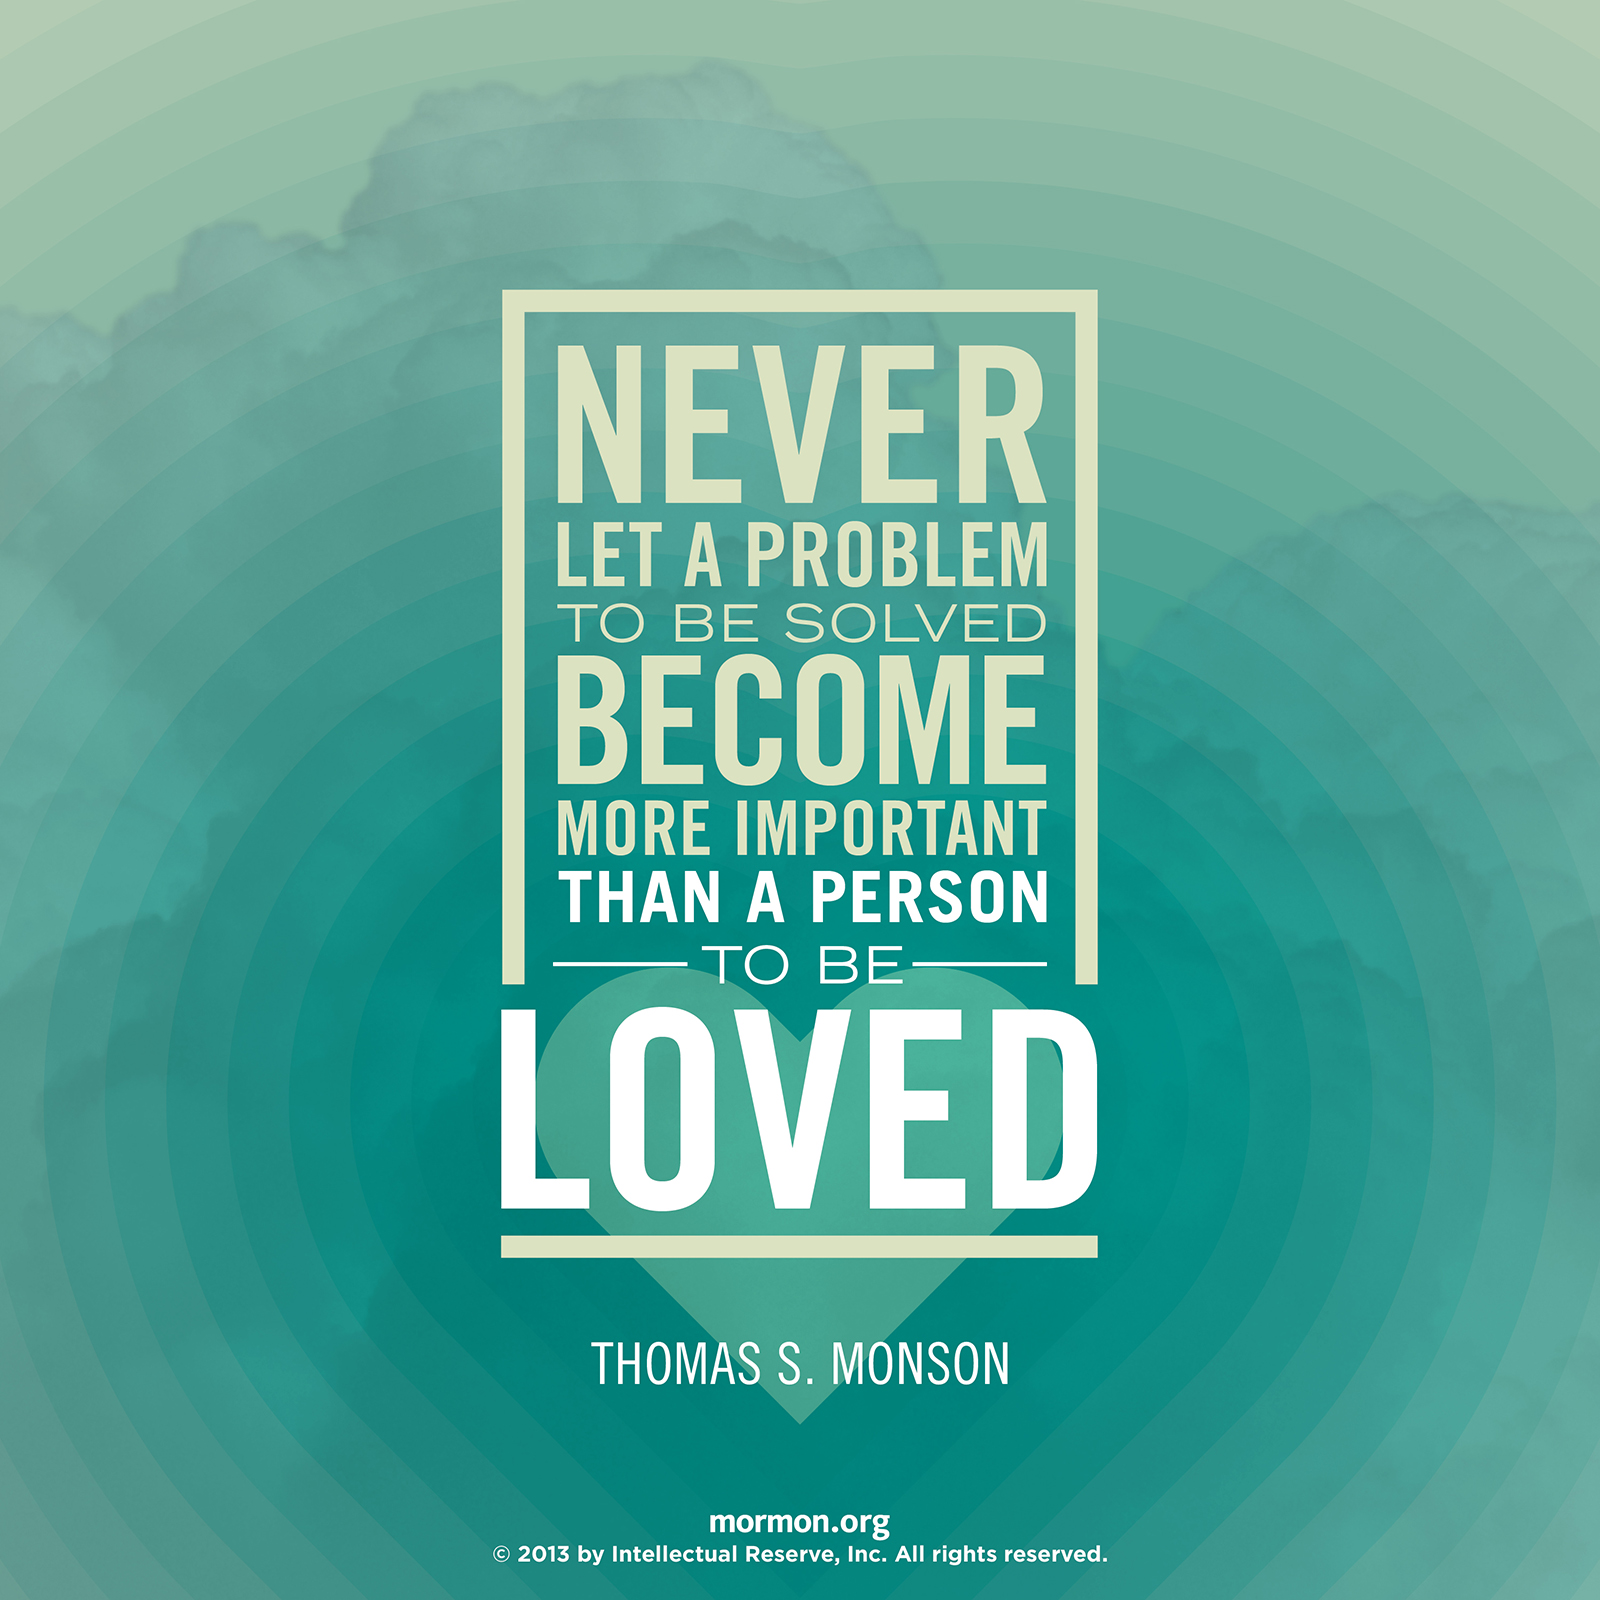 NEVER
LET A PROBLEM
TO BE SOLVED
BECOME
MORE IMPORTANT
THAN A PERSON
TO BE
LOVED
THOMAS S. MONSON
mormon.org
© 2013 by Intellectual Reserve, Inc. All rights reserved.